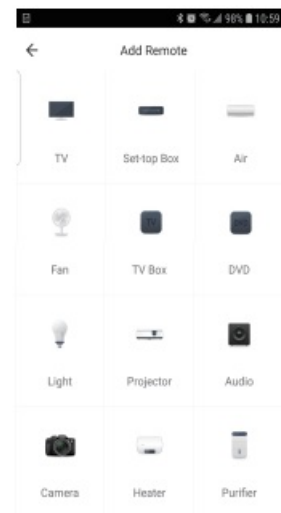 98% 10:59
Add Remote
TV Set-top Box Air
Fan TV Box DVD
Light Projector Audio
Camera Heater Purifier